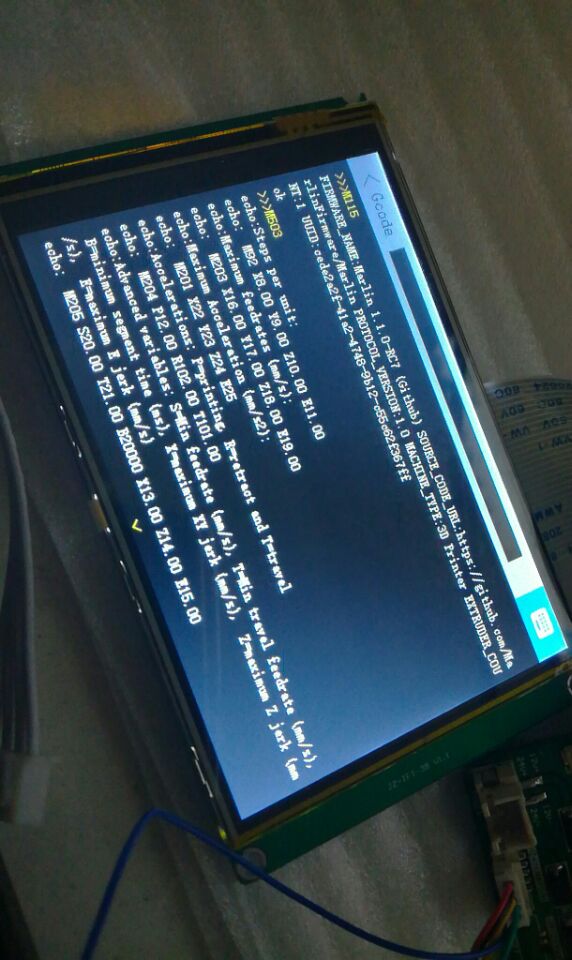 < Gcode
>>>M115
FIRMWARE_NAME:Marlin 1.1.0-RC7 (Github) SOURCE_CODE_URL:https://github.com/Ma
rlinFirmware/Marlin PROTOCOL_VERSION:1.0 MACHINE_TYPE:3D Printer EXTRUDER_COU
NT:1 UUID:cede2a2f-41a2-4748-9b12-c55c62f367ff
ok
>>>M503
echo:Steps per unit:
echo:  M92 X8.00 Y9.00 Z10.00 E11.00
echo:Maximum feedrates (mm/s):
echo:  M203 X16.00 Y17.00 Z18.00 E19.00
echo:Maximum Acceleration (mm/s2):
echo:  M201 X22 Y23 Z24 E25
echo:Accelerations: P=printing, R=retract and T=travel
echo:  M204 P12.00 R102.00 T101.00
echo:Advanced variables: S=Min feedrate (mm/s), T=Min travel feedrate (mm/s),
B=minimum segment time (ms), X=maximum XY jerk (mm/s),  Z=maximum Z jerk (mm
/s),  E=maximum E jerk (mm/s)
echo:  M205 S20.00 T21.00 B20000 X13.00 Z14.00 E15.00